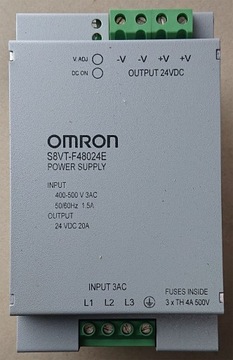 V.ADJ
DC ON
-V -V +V +V
OUTPUT 24VDC
OMRON
S8VT-F48024E
POWER SUPPLY
INPUT
400-500 V 3AC
50/60Hz 1.5A
OUTPUT
24 VDC 20A
INPUT 3AC
L1 L2 L3
FUSES INSIDE
3 x TH 4A 500V